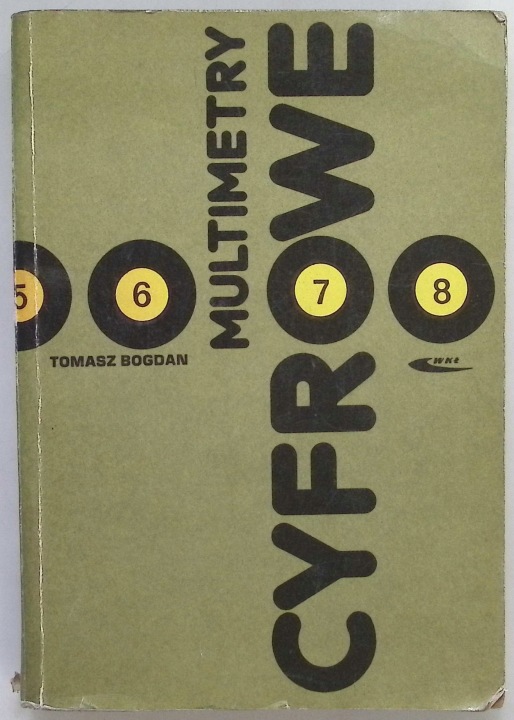 MULTIMETRY
CYFROWE
5 6 7 8
TOMASZ BOGDAN
WKŁ